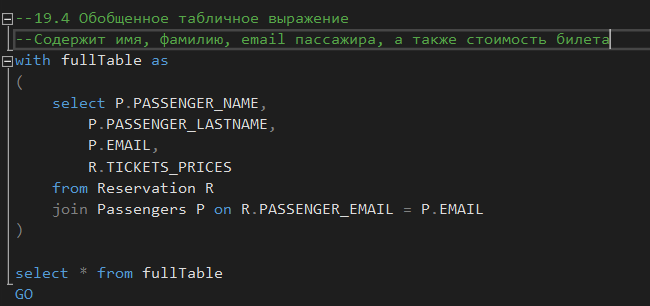 --19.4 Обобщенное табличное выражение
--Содержит имя, фамилию, email пассажира, а также стоимость билета
with fullTable as
(
    select P.PASSENGER_NAME,
        P.PASSENGER_LASTNAME,
        P.EMAIL,
        R.TICKETS_PRICES
    from Reservation R
    join Passengers P on R.PASSENGER_EMAIL = P.EMAIL
)
select * from fullTable
GO